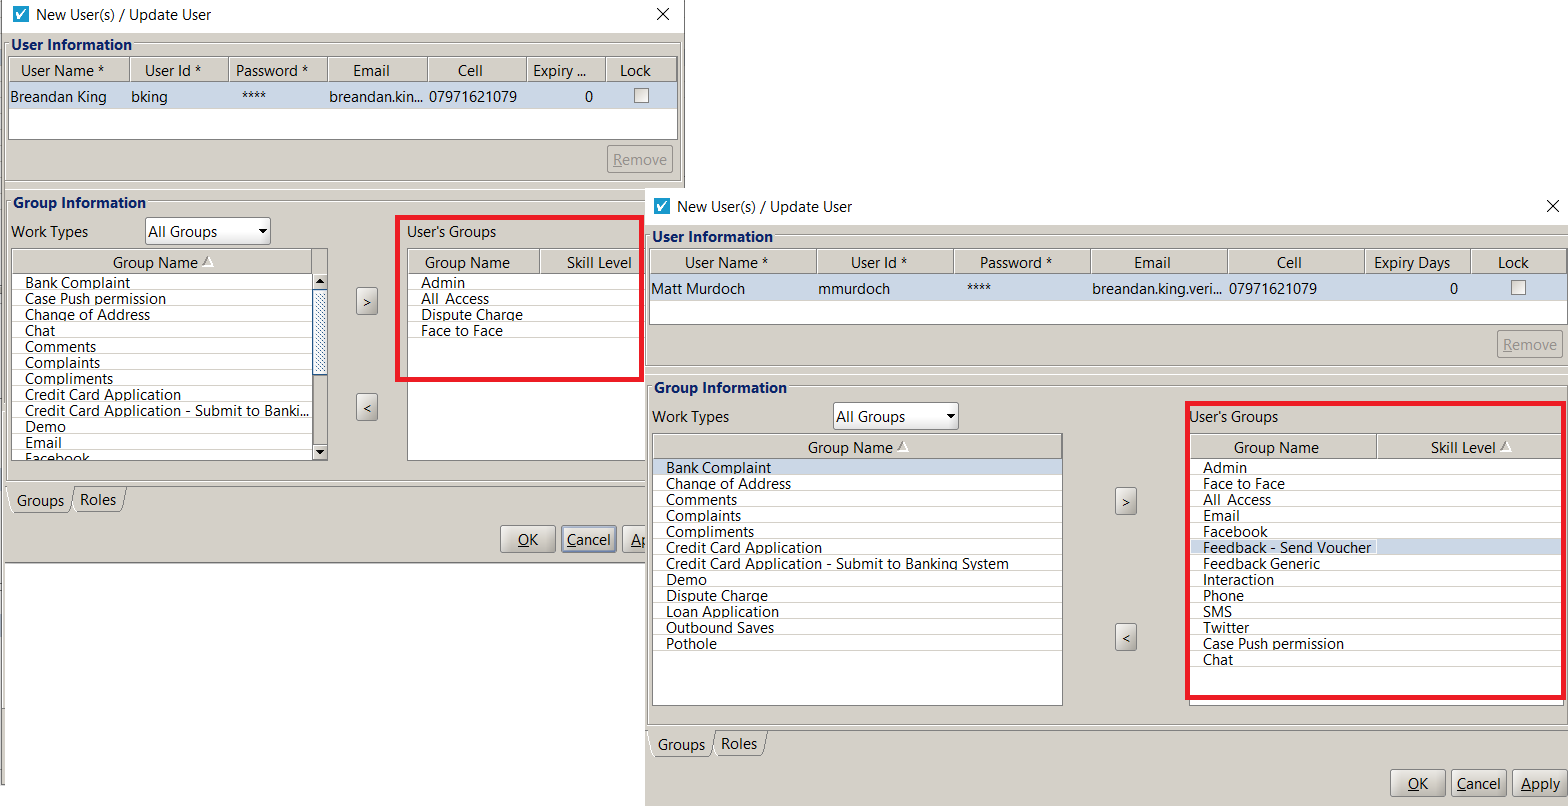 New User(s) / Update User
User Information
User Name * User Id * Password * Email Cell Expiry ... Lock
Breandan King bking **** breandan.kin... 07971621079 0
Remove
Group Information
Work Types All Groups
Group Name
Bank Complaint
Case Push permission
Change of Address
Chat
Comments
Complaints
Compliments
Credit Card Application
Credit Card Application - Submit to Banki...
Demo
Email
Facebook
>
<
User's Groups
Group Name Skill Level
Admin
All Access
Dispute Charge
Face to Face
Groups Roles
OK Cancel Ap
New User(s) / Update User
User Information
User Name * User Id * Password * Email Cell Expiry Days Lock
Matt Murdoch mmurdoch **** breandan.king.veri... 07971621079 0
Remove
Group Information
Work Types All Groups
Group Name
Bank Complaint
Change of Address
Comments
Complaints
Compliments
Credit Card Application
Credit Card Application - Submit to Banking System
Demo
Dispute Charge
Loan Application
Outbound Saves
Pothole
>
<
User's Groups
Group Name Skill Level
Admin
Face to Face
All Access
Email
Facebook
Feedback - Send Voucher
Feedback Generic
Interaction
Phone
SMS
Twitter
Case Push permission
Chat
Groups Roles
OK Cancel Apply